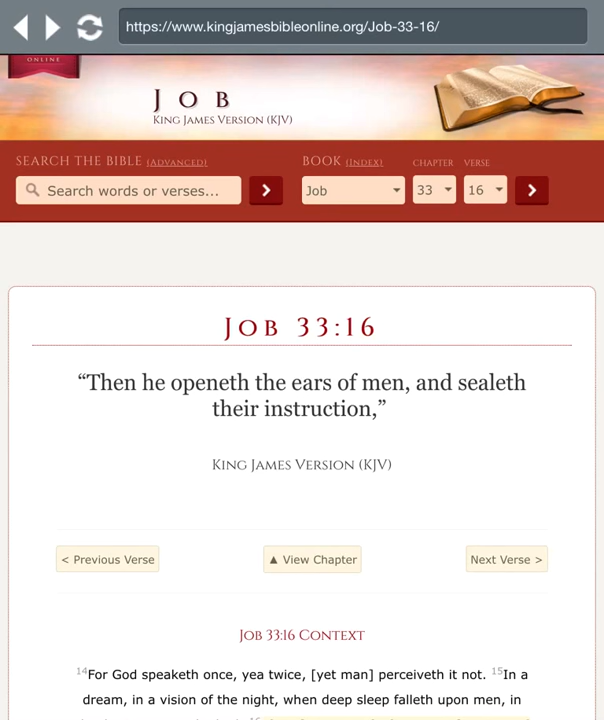 https://www.kingjamesbibleonline.org/Job-33-16/
ONLINE
Job
King James Version (KJV)
SEARCH THE BIBLE (Advanced) BOOK (Index) CHAPTER VERSE
Search words or verses... Job 33 16
Job 33:16
“Then he openeth the ears of men, and sealeth
their instruction,”
King James Version (KJV)
< Previous Verse ▲ View Chapter Next Verse >
Job 33:16 Context
14For God speaketh once, yea twice, [yet man] perceiveth it not. 15In a
dream, in a vision of the night, when deep sleep falleth upon men, in